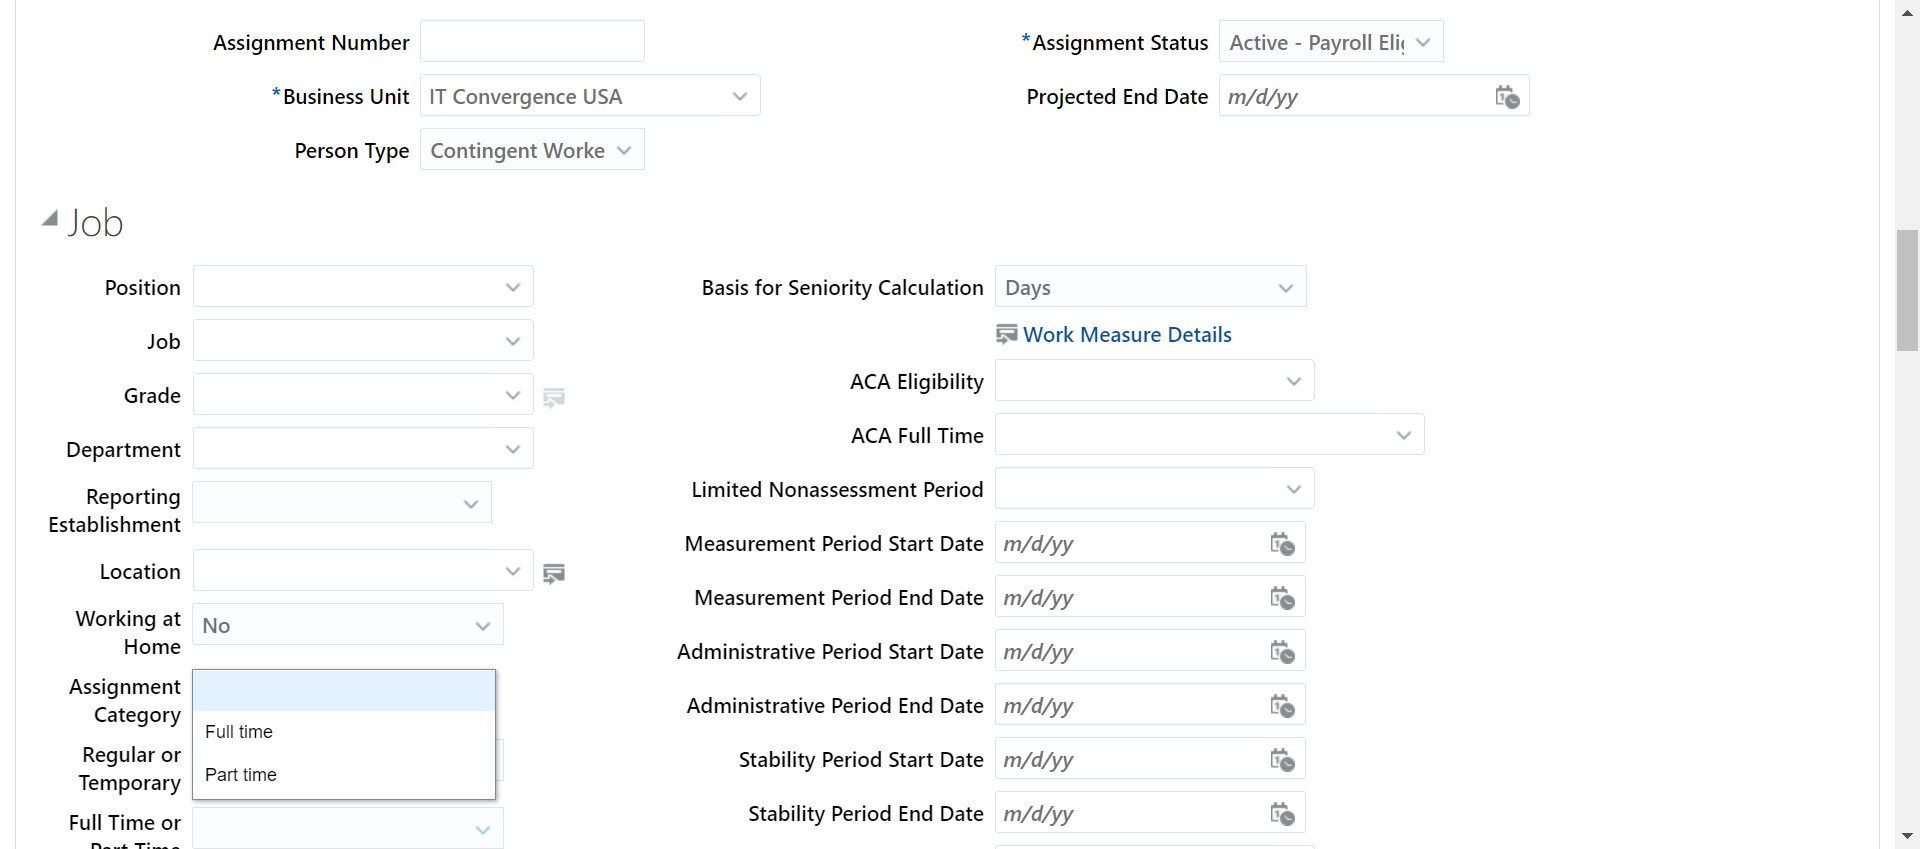 Assignment Number
*Assignment Status Active - Payroll Eli
*Business Unit IT Convergence USA
Projected End Date m/d/yy
Person Type Contingent Worke
Job
Position
Job
Grade
Department
Reporting
Establishment
Location
Working at
Home
No
Assignment
Category
Full time
Part time
Regular or
Temporary
Full Time or
Part Time
Basis for Seniority Calculation Days
Work Measure Details
ACA Eligibility
ACA Full Time
Limited Nonassessment Period
Measurement Period Start Date m/d/yy
Measurement Period End Date m/d/yy
Administrative Period Start Date m/d/yy
Administrative Period End Date m/d/yy
Stability Period Start Date m/d/yy
Stability Period End Date m/d/yy